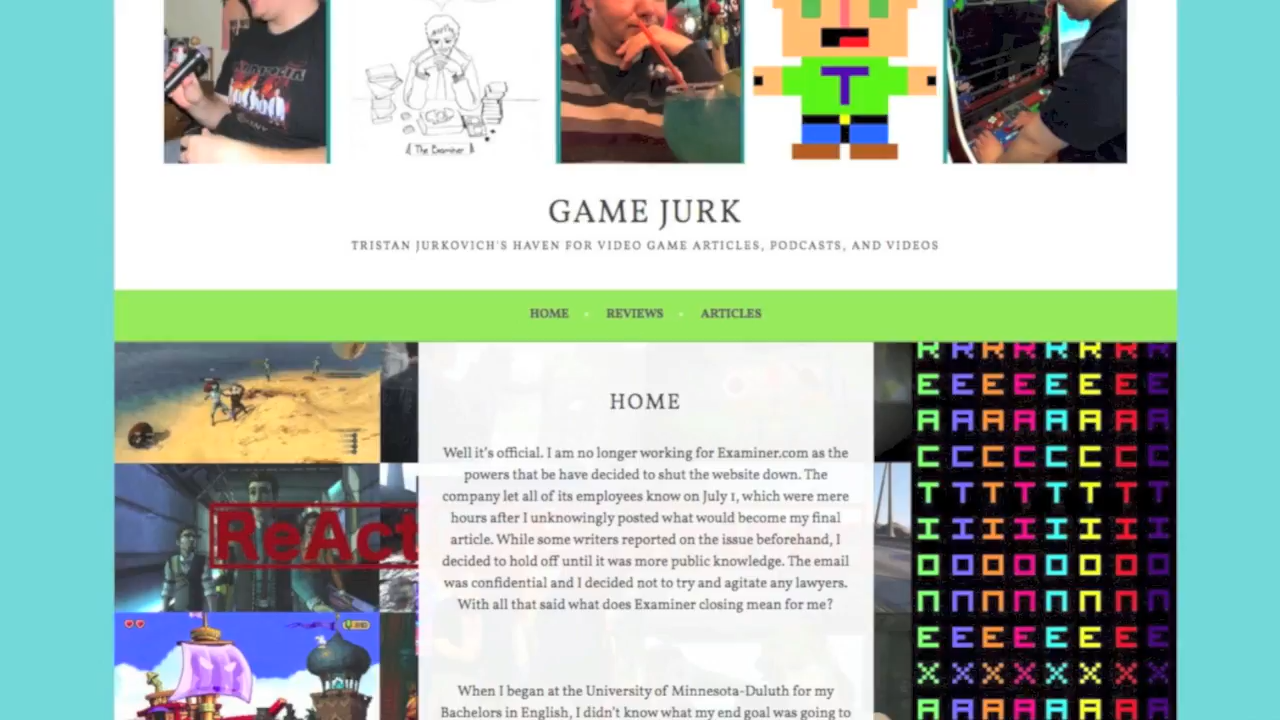 The Examiner
T
GAME JURK
TRISTAN JURKOVICH'S HAVEN FOR VIDEO GAME ARTICLES, PODCASTS, AND VIDEOS
HOME
REVIEWS
ARTICLES
HOME
Well it's official. I am no longer working for Examiner.com as the
powers that be have decided to shut the website down. The
company let all of its employees know on July 1, which were mere
hours after I unknowingly posted what would become my final
article. While some writers reported on the issue beforehand, I
decided to hold off until it was more public knowledge. The email
was confidential and I decided not to try and agitate any lawyers.
With all that said what does Examiner closing mean for me?
When I began at the University of Minnesota-Duluth for my
Bachelors in English, I didn't know what my end goal was going to
ReAct
R R R R R R R R
E E E E E E E E
A A A A A A A A
C C C C C C C C
T T T T T T T T
I I I I I I I I
O O O O O O O O
N N N N N N N N
E E E E E E E E
X X X X X X X X
A A A A A A A A